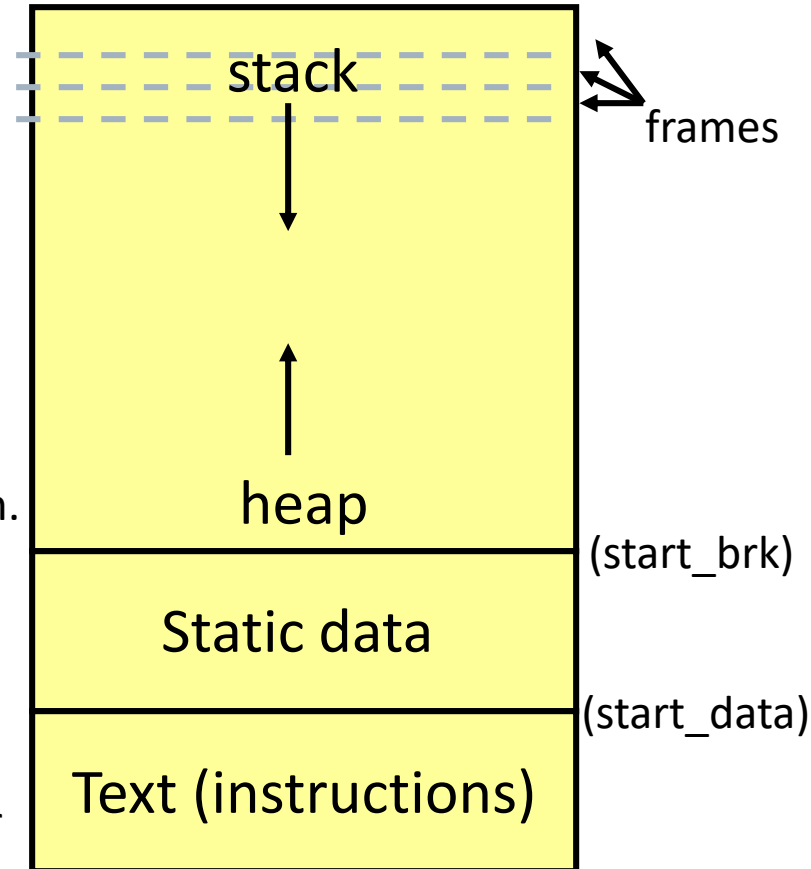 stack
frames
heap
n.
(start_brk)
Static data
(start_data)
Text (instructions)